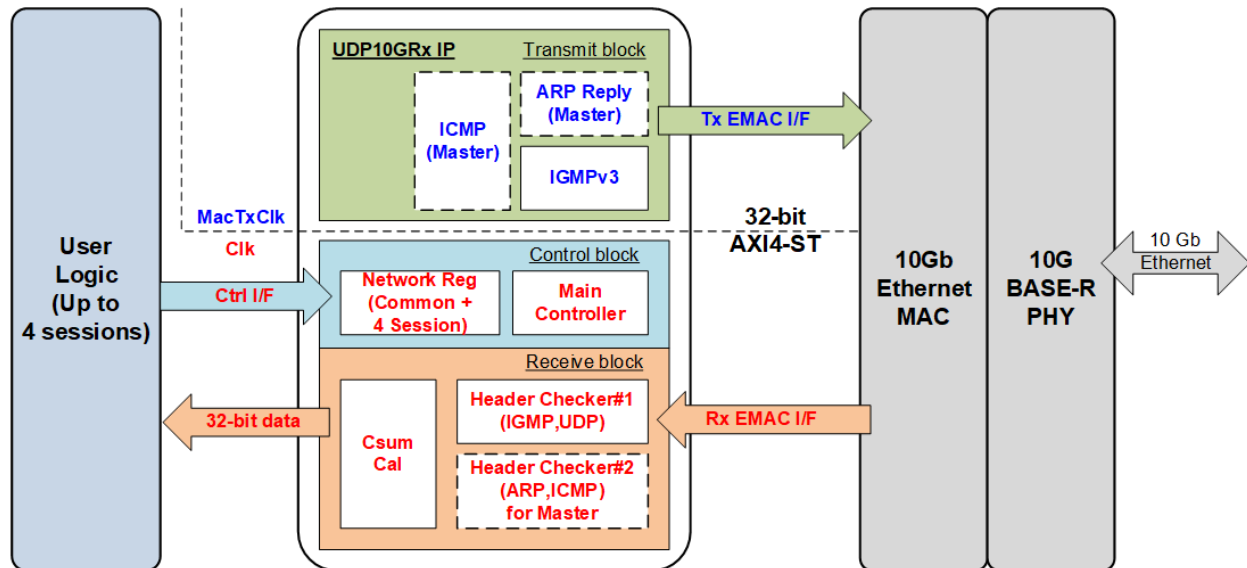 UDP10GRx IP
Transmit block
ICMP
(Master)
ARP Reply
(Master)
IGMPv3
Tx EMAC I/F
MacTxClk
Clk
32-bit
AXI4-ST
User
Logic
(Up to
4 sessions)
Ctrl I/F
Control block
Network Reg
(Common +
4 Session)
Main
Controller
Receive block
32-bit data
Csum
Cal
Header Checker#1
(IGMP,UDP)
Header Checker#2
(ARP,ICMP)
for Master
Rx EMAC I/F
10Gb
Ethernet
MAC
10G
BASE-R
PHY
10 Gb
Ethernet